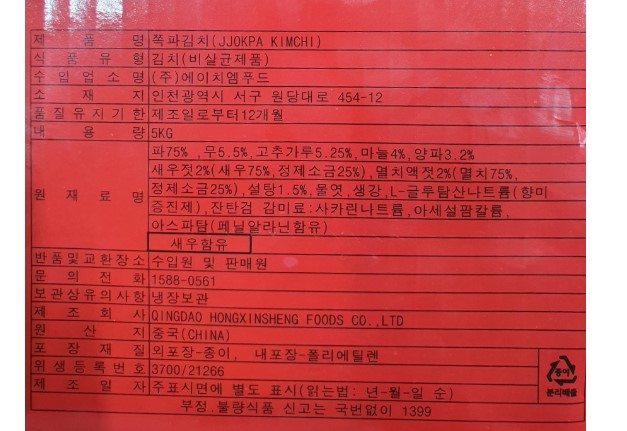 제품명 쪽파김치(JJOKPA KIMCHI)
식품유형 김치(비살균제품)
수입업소명 (주)에이치엠푸드
소재지 인천광역시 서구 원당대로 454-12
품질유지기한 제조일로부터12개월
내용량 5KG
파75% ,무5.5%,고추가루5.25%,마늘4%,양파3.2%
새우젓2%(새우75%,정제소금25%),멸치액젓2%(멸치75%,
원재료명 정제소금25%),설탕1.5%,물엿,생강,L-글루탐산나트륨(향미
증진제),잔탄검 감미료:사카린나트륨,아세설팜칼륨,
아스파탐(페닐알라닌함유)
새우함유
반품및교환장소 수입원 및 판매원
문의전화 1588-0561
보관상유의사항 냉장보관
제조회사 QINGDAO HONGXINSHENG FOODS CO.,LTD
원산지 중국(CHINA)
포장재질 외포장-종이, 내포장-폴리에틸렌
위생등록번호 3700/21266
종이
분리배출
제조일자 주표시면에 별도 표시(읽는법: 년-월-일 순)
부정.불량식품 신고는 국번없이 1399